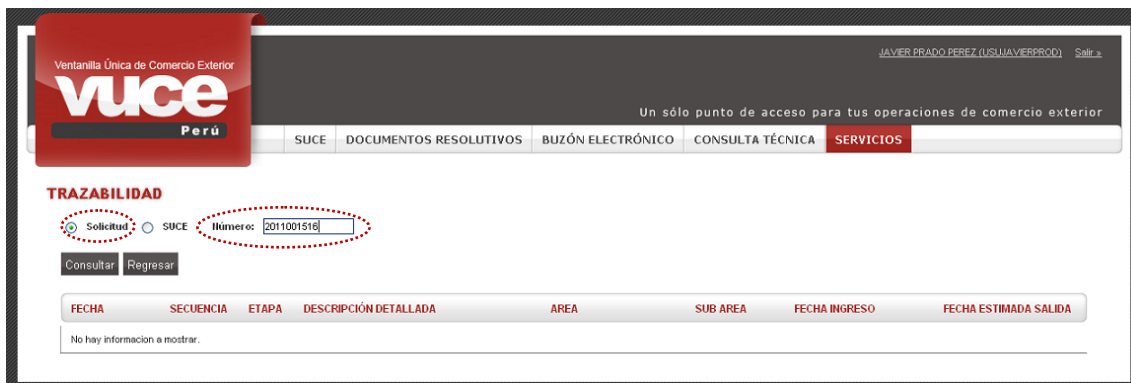 JAVIER PRADO PEREZ (USUJAVIERPROD) Salir »
Ventanilla Única de Comercio Exterior
vuce
Perú
Un sólo punto de acceso para tus operaciones de comercio exterior
SUCE DOCUMENTOS RESOLUTIVOS BUZÓN ELECTRÓNICO CONSULTA TÉCNICA SERVICIOS
TRAZABILIDAD
Solicitud SUCE Número: 2011001516
Consultar Regresar
FECHA SECUENCIA ETAPA DESCRIPCIÓN DETALLADA AREA SUB AREA FECHA INGRESO FECHA ESTIMADA SALIDA
No hay informacion a mostrar.